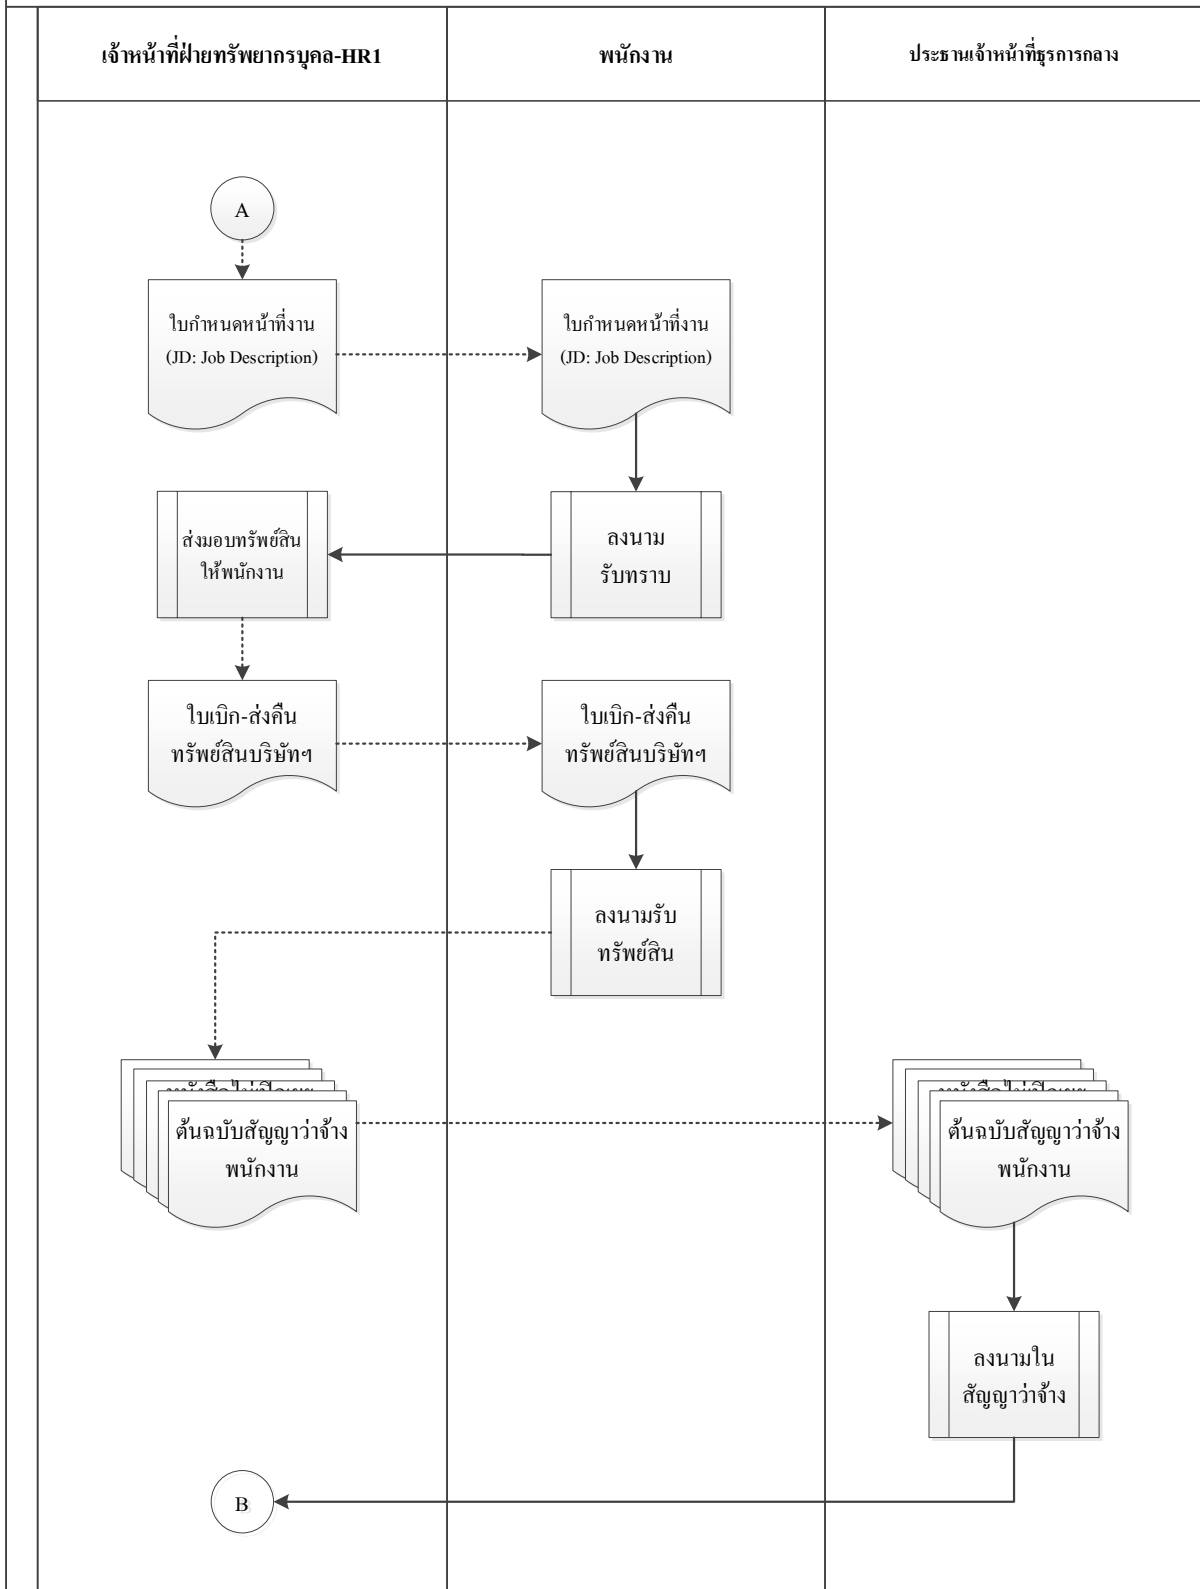 เจ้าหน้าที่ฝ่ายทรัพยากรบุคคล-HR1
พนักงาน
ประธานเจ้าหน้าที่ธุรการกลาง
A
ใบกำหนดหน้าที่งาน
(JD: Job Description)
ใบกำหนดหน้าที่งาน
(JD: Job Description)
ส่งมอบทรัพย์สิน
ให้พนักงาน
ลงนาม
รับทราบ
ใบเบิก-ส่งคืน
ทรัพย์สินบริษัทฯ
ใบเบิก-ส่งคืน
ทรัพย์สินบริษัทฯ
ลงนามรับ
ทรัพย์สิน
ต้นฉบับสัญญาว่าจ้าง
พนักงาน
ต้นฉบับสัญญาว่าจ้าง
พนักงาน
ลงนามใน
สัญญาว่าจ้าง
B